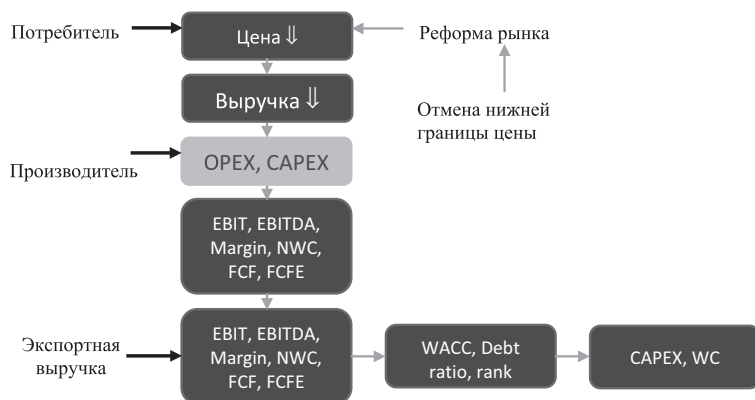 Потребитель
Цена ⇓
Реформа рынка
Выручка ⇓
Отмена нижней
границы цены
Производитель
OPEX, CAPEX
EBIT, EBITDA,
Margin, NWC,
FCF, FCFE
Экспортная
выручка
EBIT, EBITDA,
Margin, NWC,
FCF, FCFE
WACC, Debt
ratio, rank
CAPEX, WC